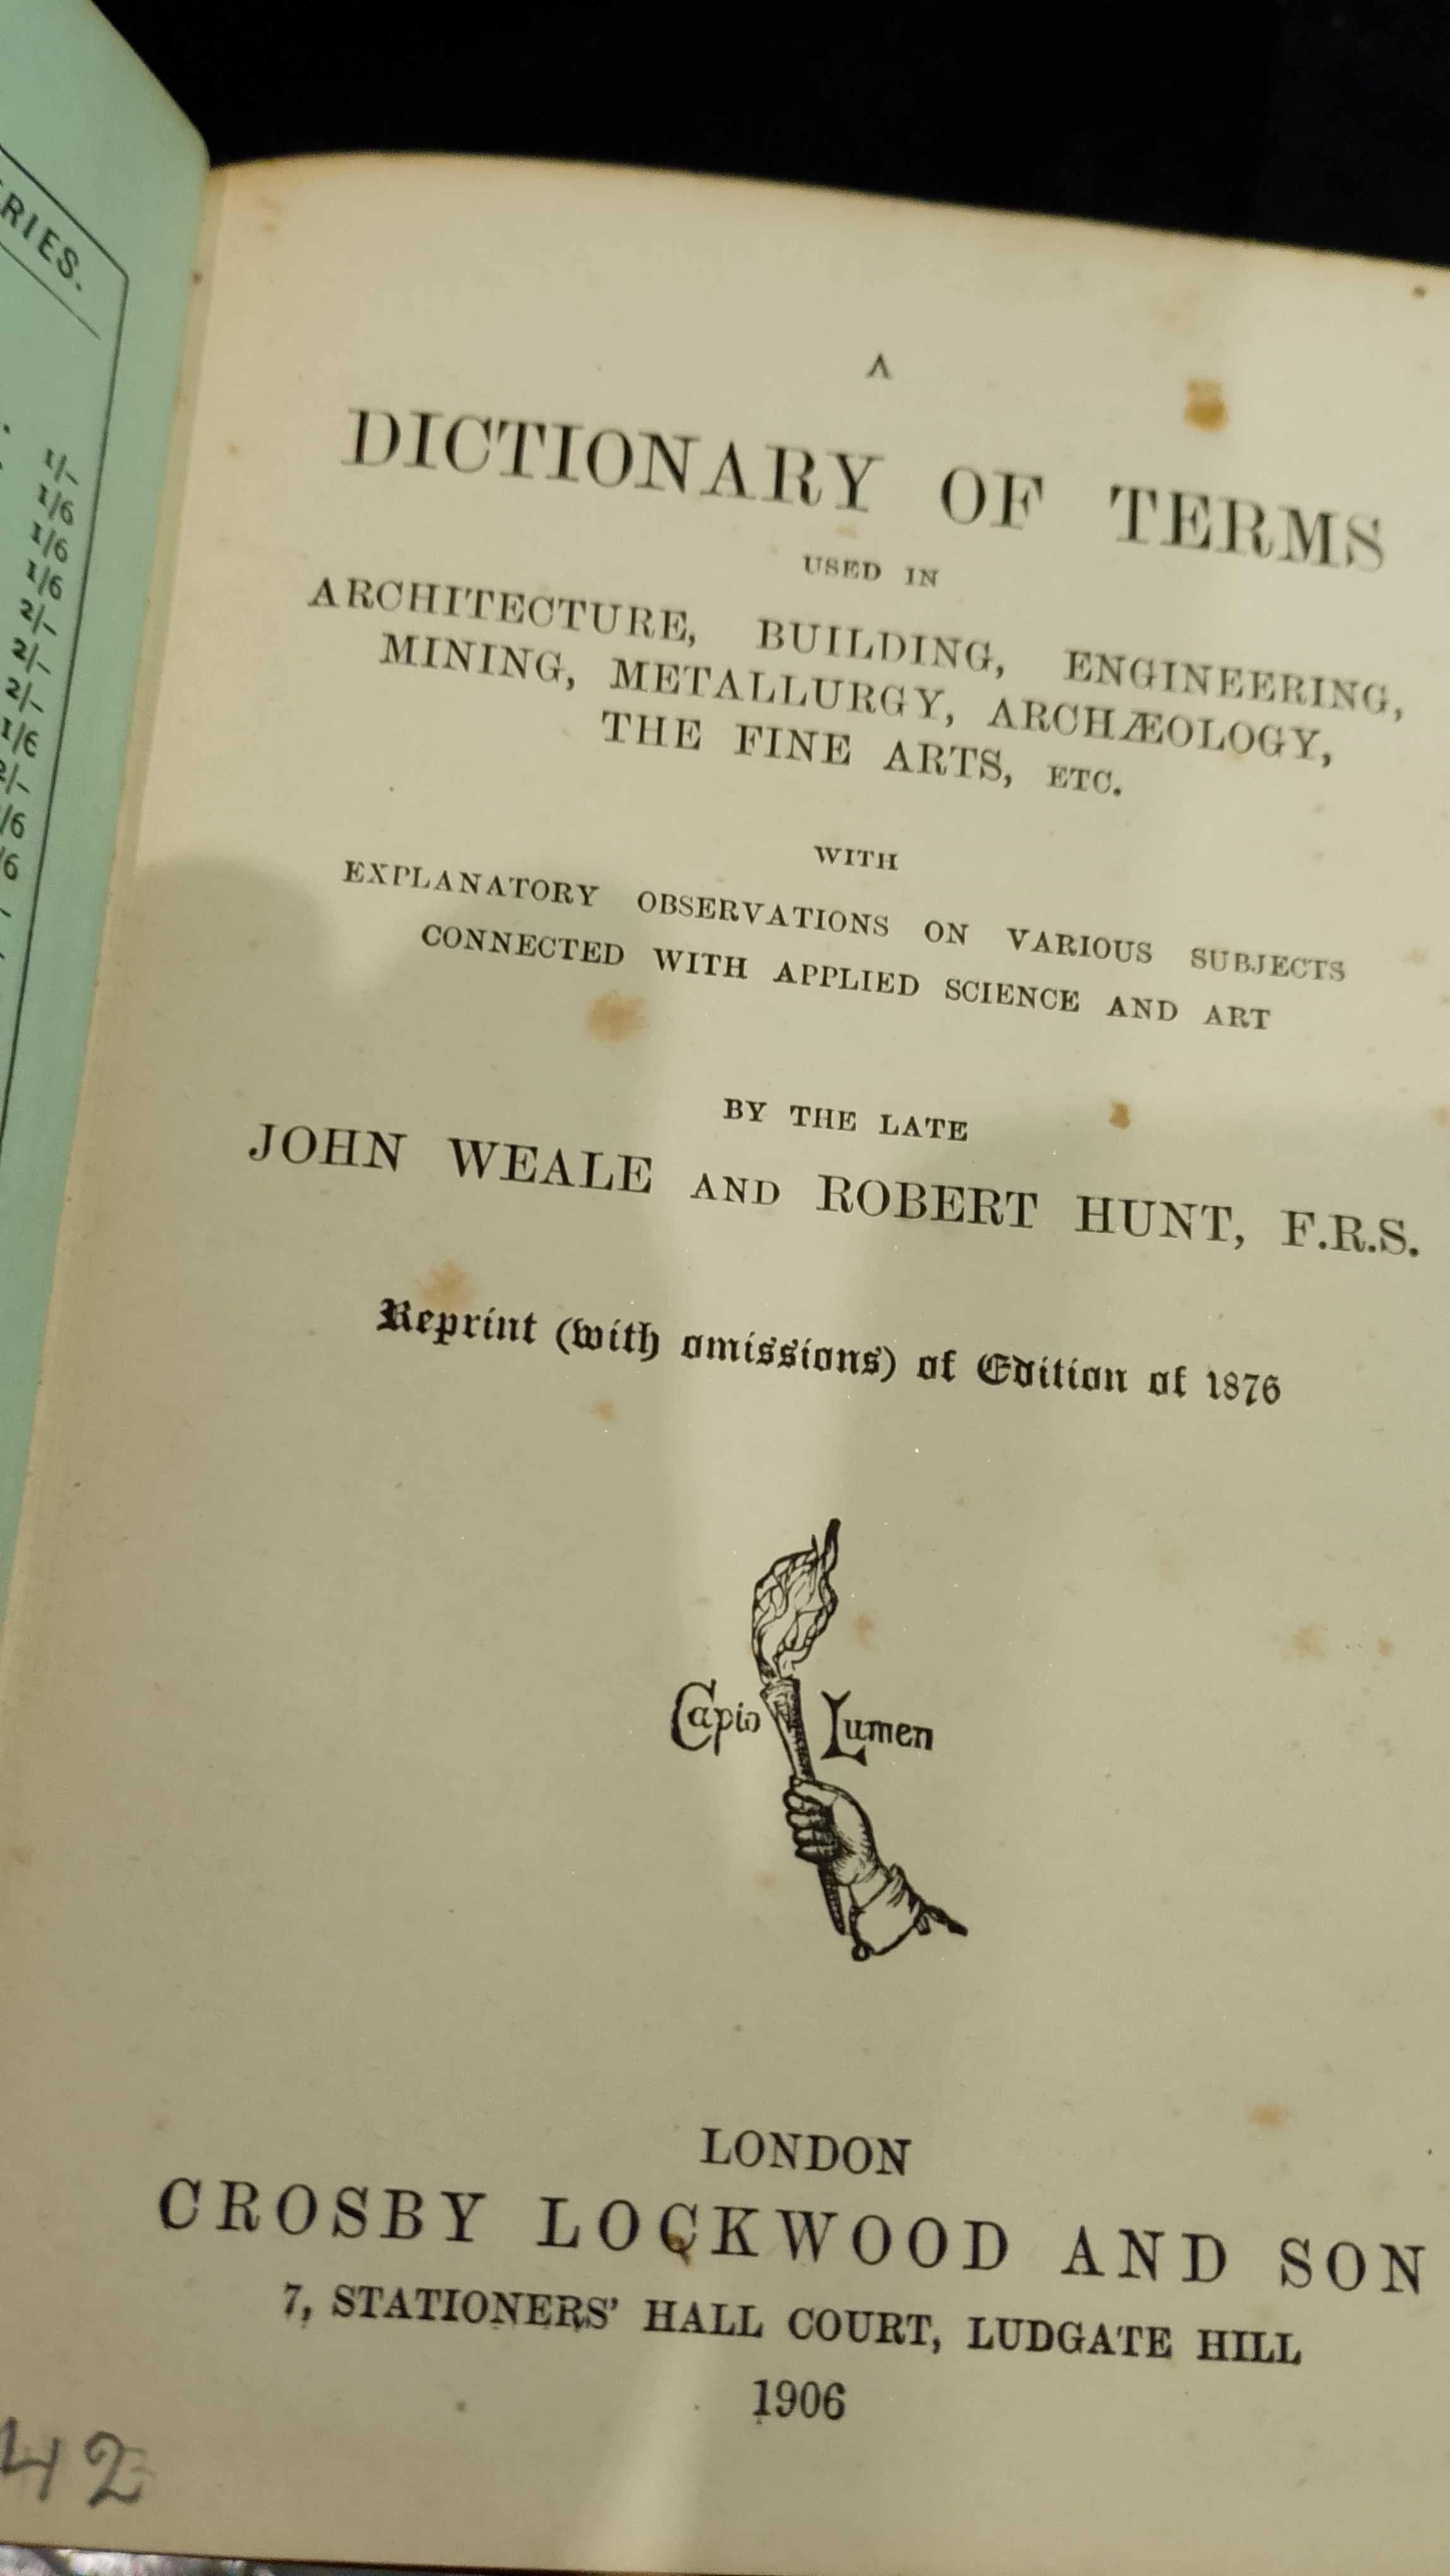 RIES.
1/-
1/6
1/6
1/6
2/-
2/-
2/-
1/6
2/-
/6
/6
A
DICTIONARY OF TERMS
USED IN
ARCHITECTURE, BUILDING, ENGINEERING,
MINING, METALLURGY, ARCHÆOLOGY,
THE FINE ARTS, ETC.
WITH
EXPLANATORY OBSERVATIONS ON VARIOUS SUBJECTS
CONNECTED WITH APPLIED SCIENCE AND ART
BY THE LATE
JOHN WEALE AND ROBERT HUNT, F.R.S.
Reprint (with omissions) of Edition of 1876
Capio Lumen
LONDON
CROSBY LOCKWOOD AND SON
7, STATIONERS' HALL COURT, LUDGATE HILL
1906
42